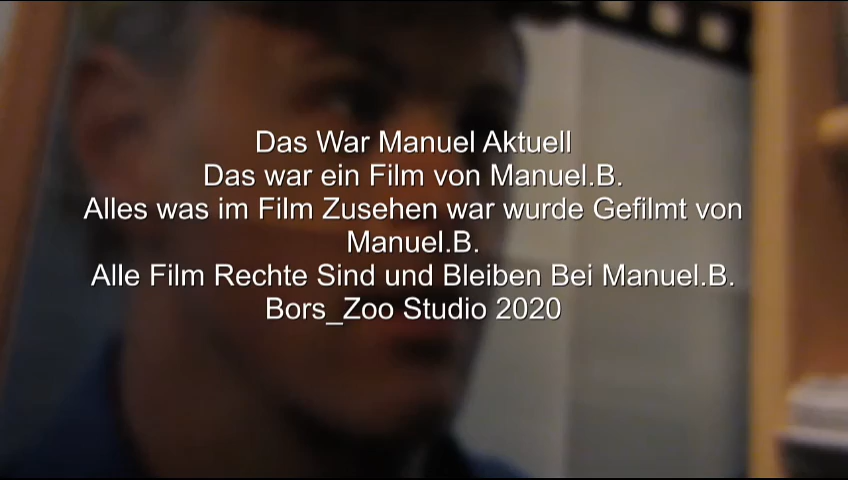 Das War Manuel Aktuell
Das war ein Film von Manuel.B.
Alles was im Film Zusehen war wurde Gefilmt von
Manuel.B.
Alle Film Rechte Sind und Bleiben Bei Manuel.B.
Bors_Zoo Studio 2020